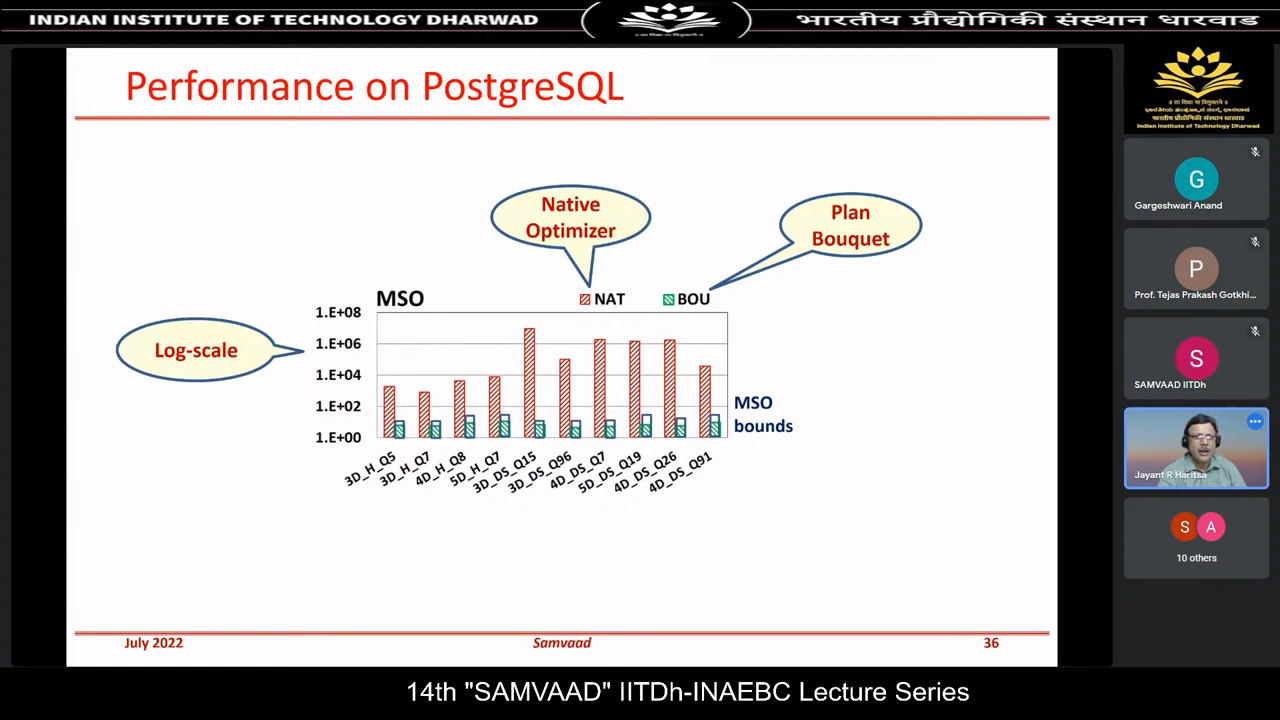 INDIAN INSTITUTE OF TECHNOLOGY DHARWAD
भारतीय प्रौद्योगिकी संस्थान धारवाड
Performance on PostgreSQL
Native
Optimizer
Plan
Bouquet
Log-scale
MSO
NAT
BOU
1.E+08
1.E+06
1.E+04
1.E+02
1.E+00
MSO
bounds
3D_H_Q5
3D_H_Q7
4D_H_Q8
5D_H_Q7
3D_DS_Q15
3D_DS_Q96
4D_DS_Q7
5D_DS_Q19
4D_DS_Q26
4D_DS_Q91
July 2022
Samvaad
36
Indian Institute of Technology Dharwad
G
Gargeshwari Anand
P
Prof. Tejas Prakash Gotkhi...
S
SAMVAAD IITDh
Jayant R Haritsa
S
A
10 others
14th "SAMVAAD" IITDh-INAEBC Lecture Series